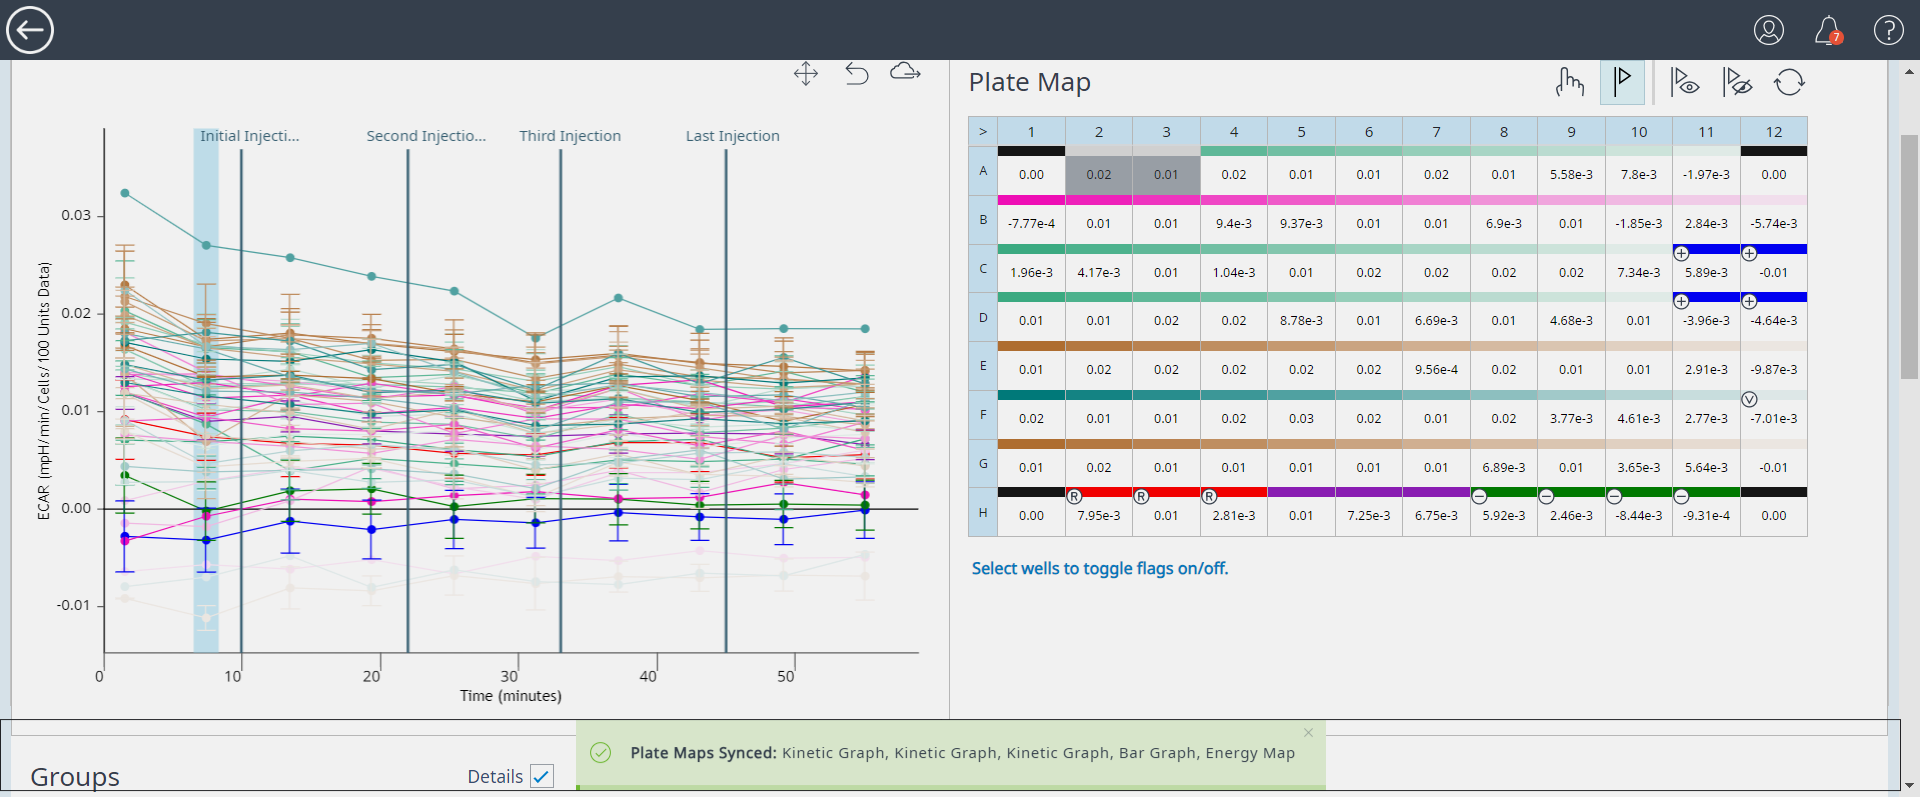 7 ?
Plate Map
Initial Injecti... Second Injectio... Third Injection Last Injection
ECAR (mpH/min/Cells/100 Units Data)
0.03
0.02
0.01
0.00
-0.01
0 10 20 30 40 50
Time (minutes)
> 1 2 3 4 5 6 7 8 9 10 11 12
A 0.00 0.02 0.01 0.02 0.01 0.01 0.02 0.01 5.58e-3 7.8e-3 -1.97e-3 0.00
B -7.77e-4 0.01 0.01 9.4e-3 9.37e-3 0.01 0.01 6.9e-3 0.01 -1.85e-3 2.84e-3 -5.74e-3
+ +
C 1.96e-3 4.17e-3 0.01 1.04e-3 0.01 0.02 0.02 0.02 0.02 7.34e-3 5.89e-3 -0.01
+ +
D 0.01 0.01 0.02 0.02 8.78e-3 0.01 6.69e-3 0.01 4.68e-3 0.01 -3.96e-3 -4.64e-3
E 0.01 0.02 0.02 0.02 0.02 0.02 9.56e-4 0.02 0.01 0.01 2.91e-3 -9.87e-3
V
F 0.02 0.01 0.01 0.02 0.03 0.02 0.01 0.02 3.77e-3 4.61e-3 2.77e-3 -7.01e-3
G 0.01 0.02 0.01 0.01 0.01 0.01 0.01 6.89e-3 0.01 3.65e-3 5.64e-3 -0.01
R R R − − − −
H 0.00 7.95e-3 0.01 2.81e-3 0.01 7.25e-3 6.75e-3 5.92e-3 2.46e-3 -8.44e-3 -9.31e-4 0.00
Select wells to toggle flags on/off.
Plate Maps Synced: Kinetic Graph, Kinetic Graph, Kinetic Graph, Bar Graph, Energy Map
Groups Details